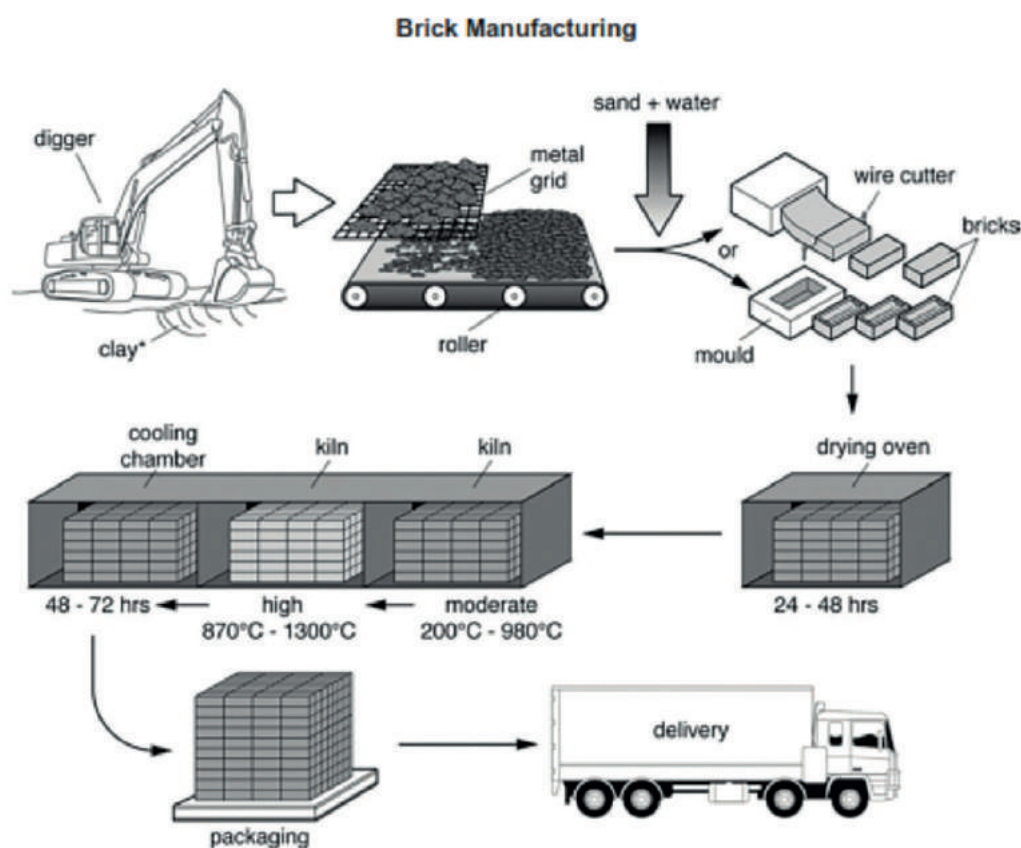 Brick Manufacturing
digger
clay*
metal
grid
roller
sand + water
wire cutter
or
bricks
mould
drying oven
24 - 48 hrs
cooling
chamber
kiln
kiln
48 - 72 hrs
high
870°C - 1300°C
moderate
200°C - 980°C
packaging
delivery